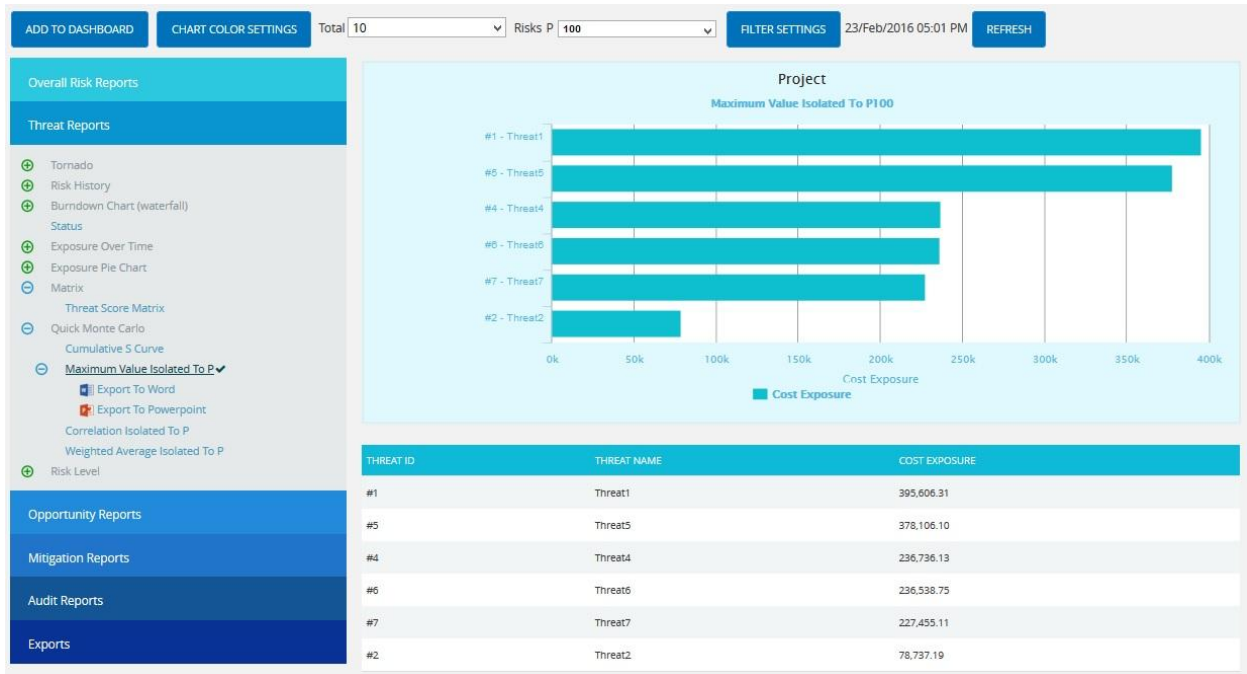 ADD TO DASHBOARD CHART COLOR SETTINGS Total 10 Risks P 100 FILTER SETTINGS 23/Feb/2016 05:01 PM REFRESH
Overall Risk Reports
Threat Reports
Tornado
Risk History
Burndown Chart (waterfall)
Status
Exposure Over Time
Exposure Pie Chart
Matrix
Threat Score Matrix
Quick Monte Carlo
Cumulative S Curve
Maximum Value Isolated To P
Export To Word
Export To Powerpoint
Correlation Isolated To P
Weighted Average Isolated To P
Risk Level
Opportunity Reports
Mitigation Reports
Audit Reports
Exports
Project
Maximum Value Isolated To P100
#1 - Threat1
#5 - Threat5
#4 - Threat4
#6 - Threat6
#7 - Threat7
#2 - Threat2
0k 50k 100k 150k 200k 250k 300k 350k 400k
Cost Exposure
Cost Exposure
THREAT ID THREAT NAME COST EXPOSURE
#1 Threat1 395,606.31
#5 Threat5 378,106.10
#4 Threat4 236,736.13
#6 Threat6 236,538.75
#7 Threat7 227,455.11
#2 Threat2 78,737.19